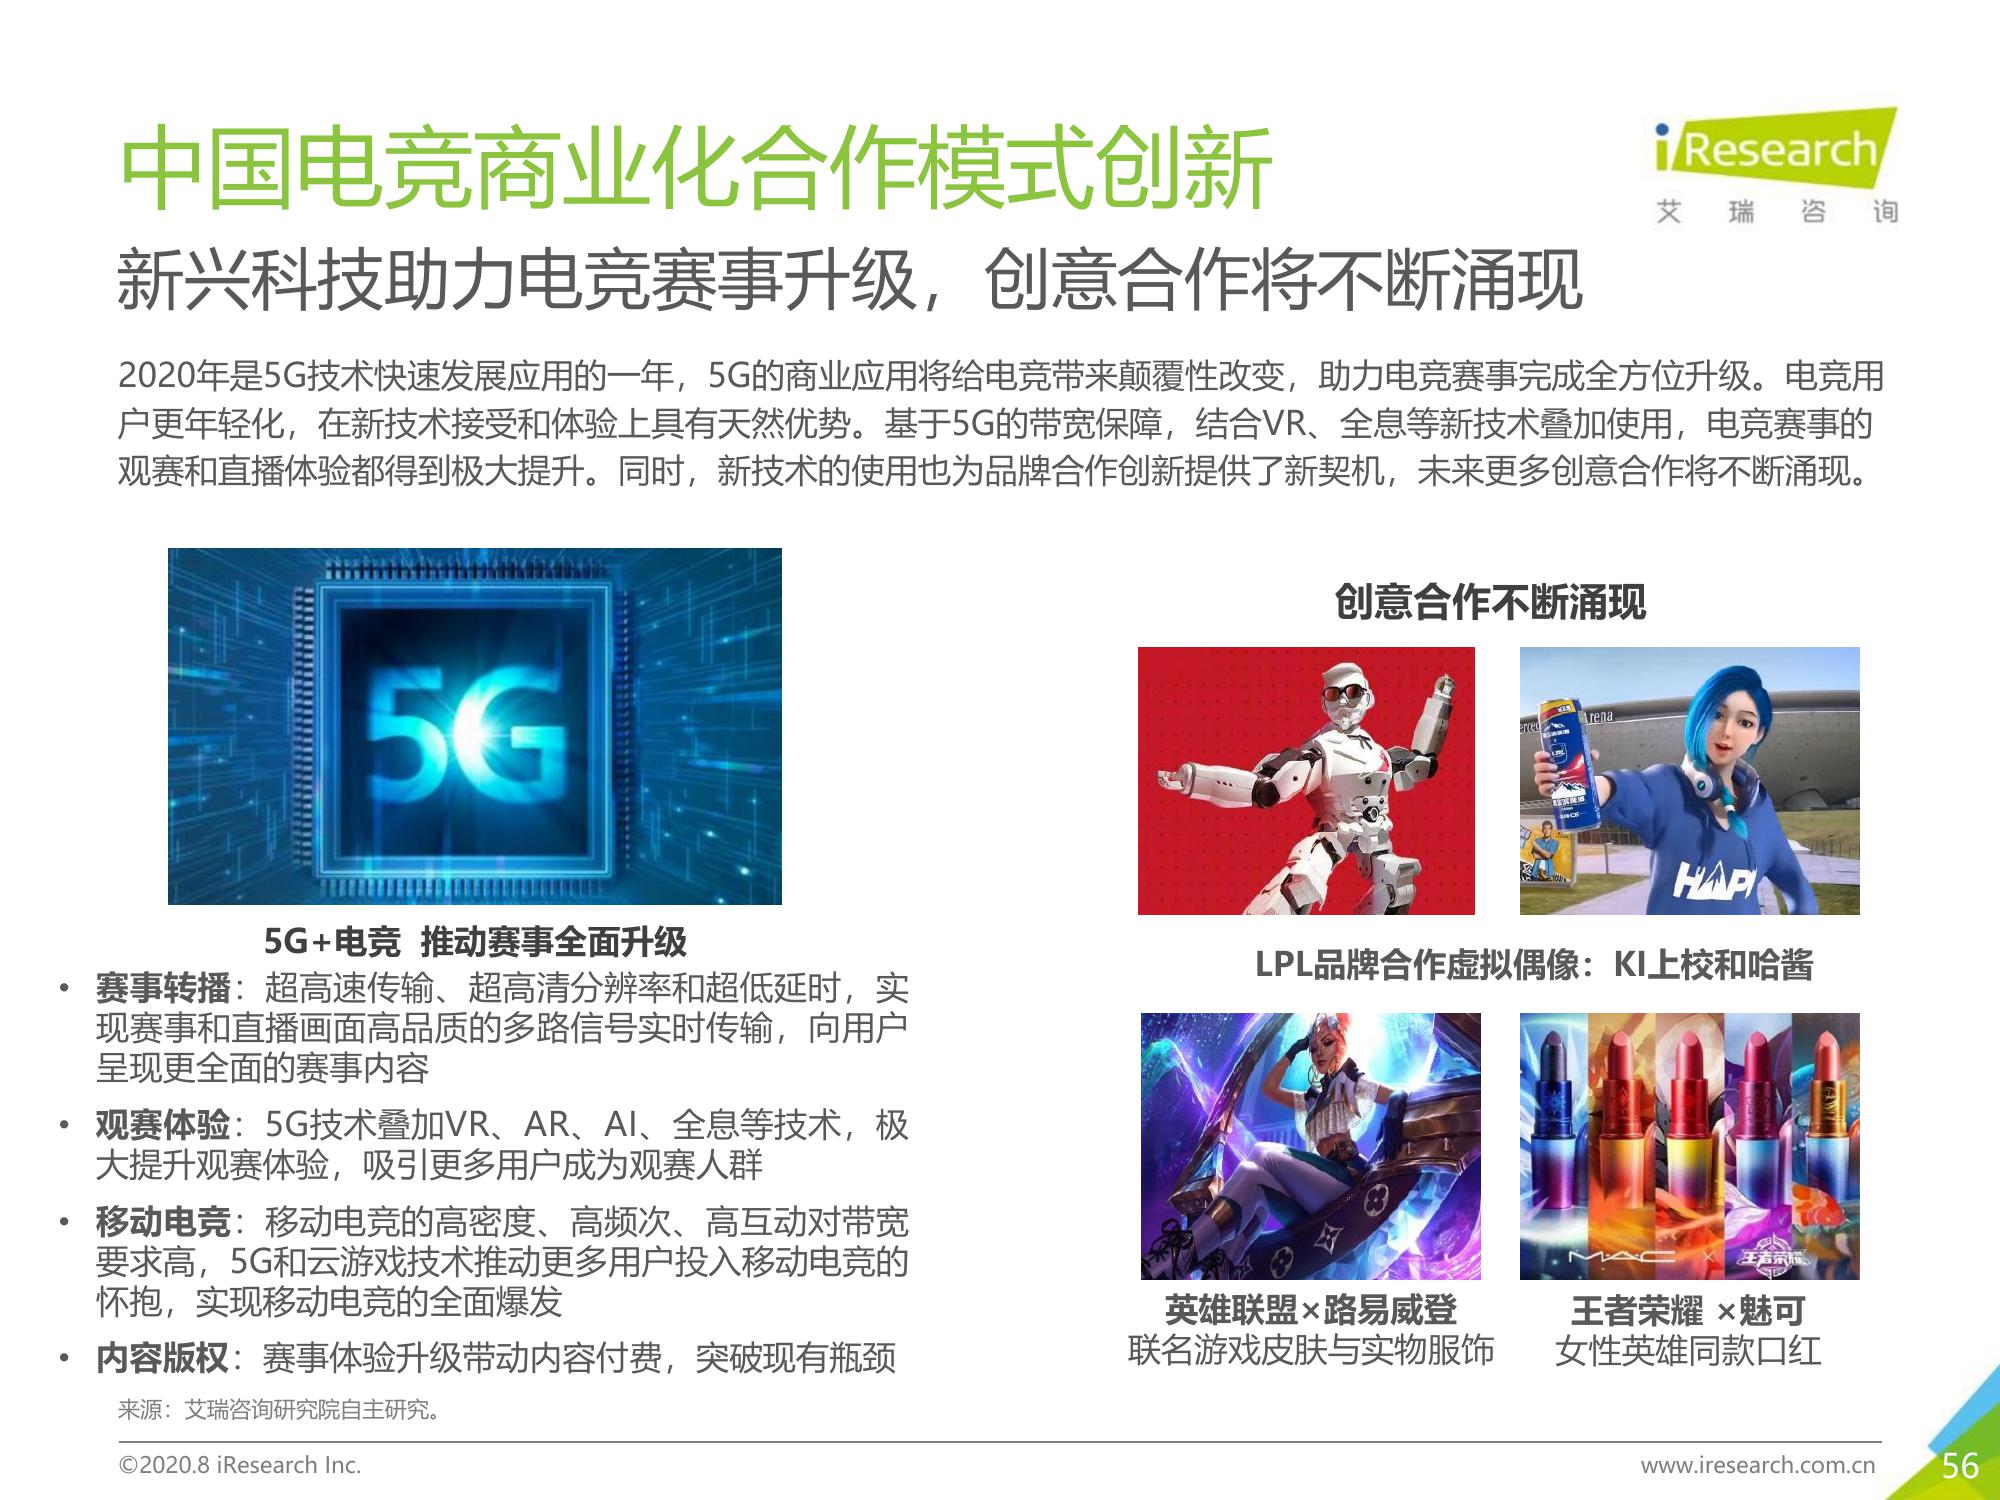 中国电竞商业化合作模式创新
iResearch
艾瑞咨询
新兴科技助力电竞赛事升级，创意合作将不断涌现
2020年是5G技术快速发展应用的一年，5G的商业应用将给电竞带来颠覆性改变，助力电竞赛事完成全方位升级。电竞用
户更年轻化，在新技术接受和体验上具有天然优势。基于5G的带宽保障，结合VR、全息等新技术叠加使用，电竞赛事的
观赛和直播体验都得到极大提升。同时，新技术的使用也为品牌合作创新提供了新契机，未来更多创意合作将不断涌现。
5G
5G+电竞 推动赛事全面升级
• 赛事转播：超高速传输、超高清分辨率和超低延时，实
现赛事和直播画面高品质的多路信号实时传输，向用户
呈现更全面的赛事内容
• 观赛体验：5G技术叠加VR、AR、AI、全息等技术，极
大提升观赛体验，吸引更多用户成为观赛人群
• 移动电竞：移动电竞的高密度、高频次、高互动对带宽
要求高，5G和云游戏技术推动更多用户投入移动电竞的
怀抱，实现移动电竞的全面爆发
• 内容版权：赛事体验升级带动内容付费，突破现有瓶颈
创意合作不断涌现
Arena
HAPI
LPL品牌合作虚拟偶像：KI上校和哈酱
MAC × 王者荣耀
英雄联盟×路易威登
联名游戏皮肤与实物服饰
王者荣耀 ×魅可
女性英雄同款口红
来源：艾瑞咨询研究院自主研究。
©2020.8 iResearch Inc.
www.iresearch.com.cn
56